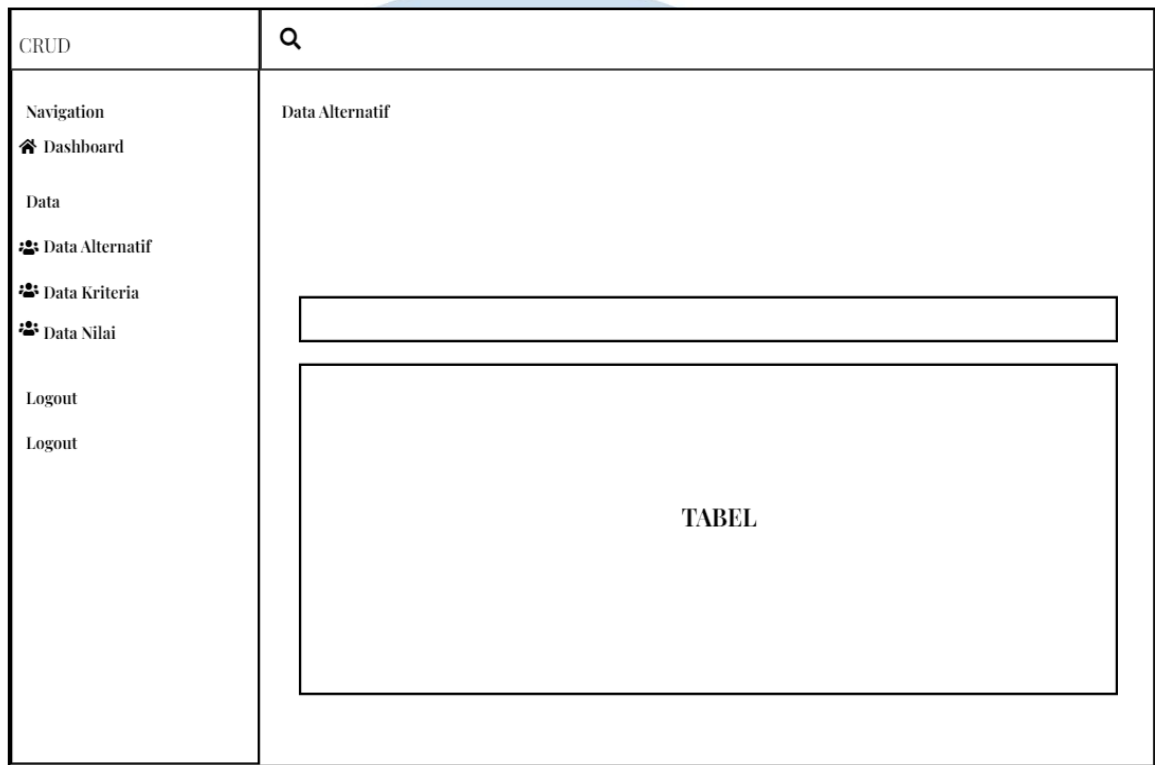 CRUD
Navigation
Dashboard
Data
Data Alternatif
Data Kriteria
Data Nilai
Logout
Logout
Data Alternatif
TABEL